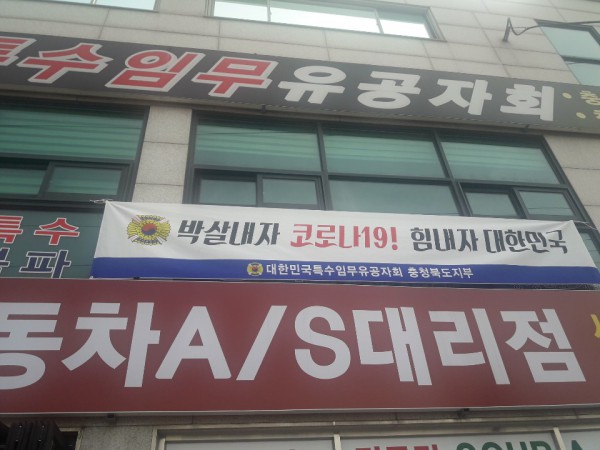 특수임무유공자회
박살내자 코로나19! 힘내자 대한민국
대한민국특수임무유공자회 충청북도지부
특수
동차A/S대리점